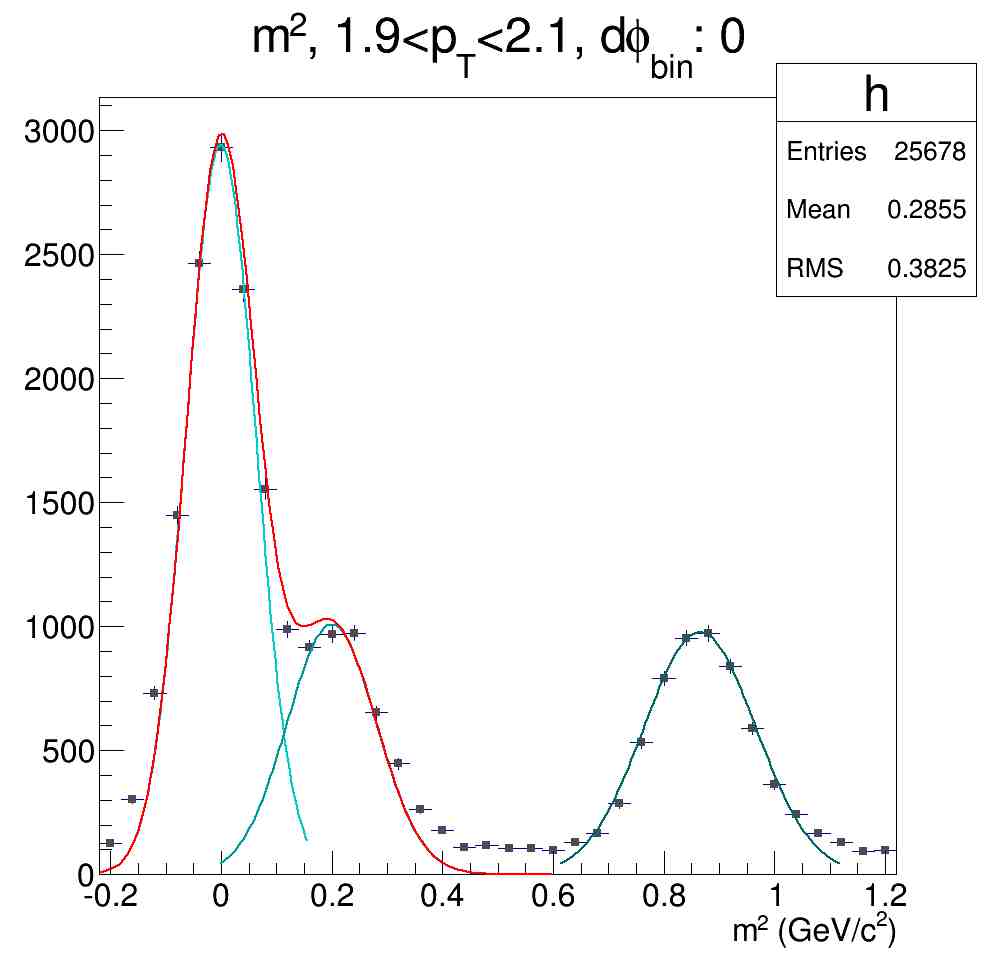 m², 1.9<p_T<2.1, dϕ_bin: 0
h
Entries 25678
Mean 0.2855
RMS 0.3825
3000
2500
2000
1500
1000
500
0
-0.2 0 0.2 0.4 0.6 0.8 1 1.2
m² (GeV/c²)